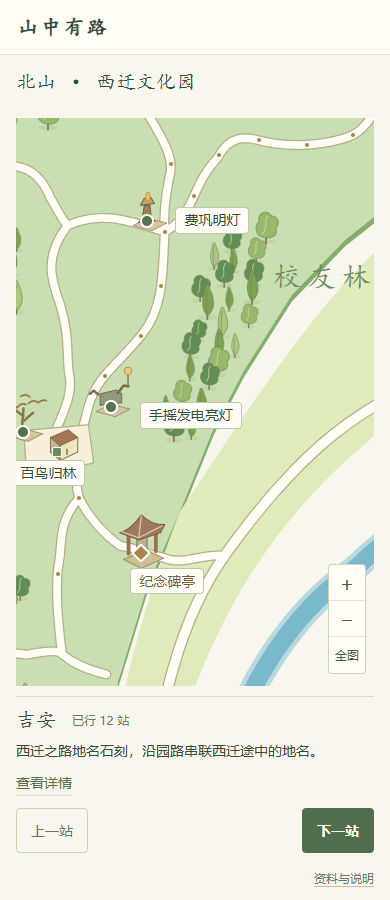 山中有路
北山 • 西迁文化园
费巩明灯
校友林
手摇发电亮灯
百鸟归林
纪念碑亭
+
−
全图
吉安 已行 12 站
西迁之路地名石刻，沿园路串联西迁途中的地名。
查看详情
上一站 下一站
资料与说明